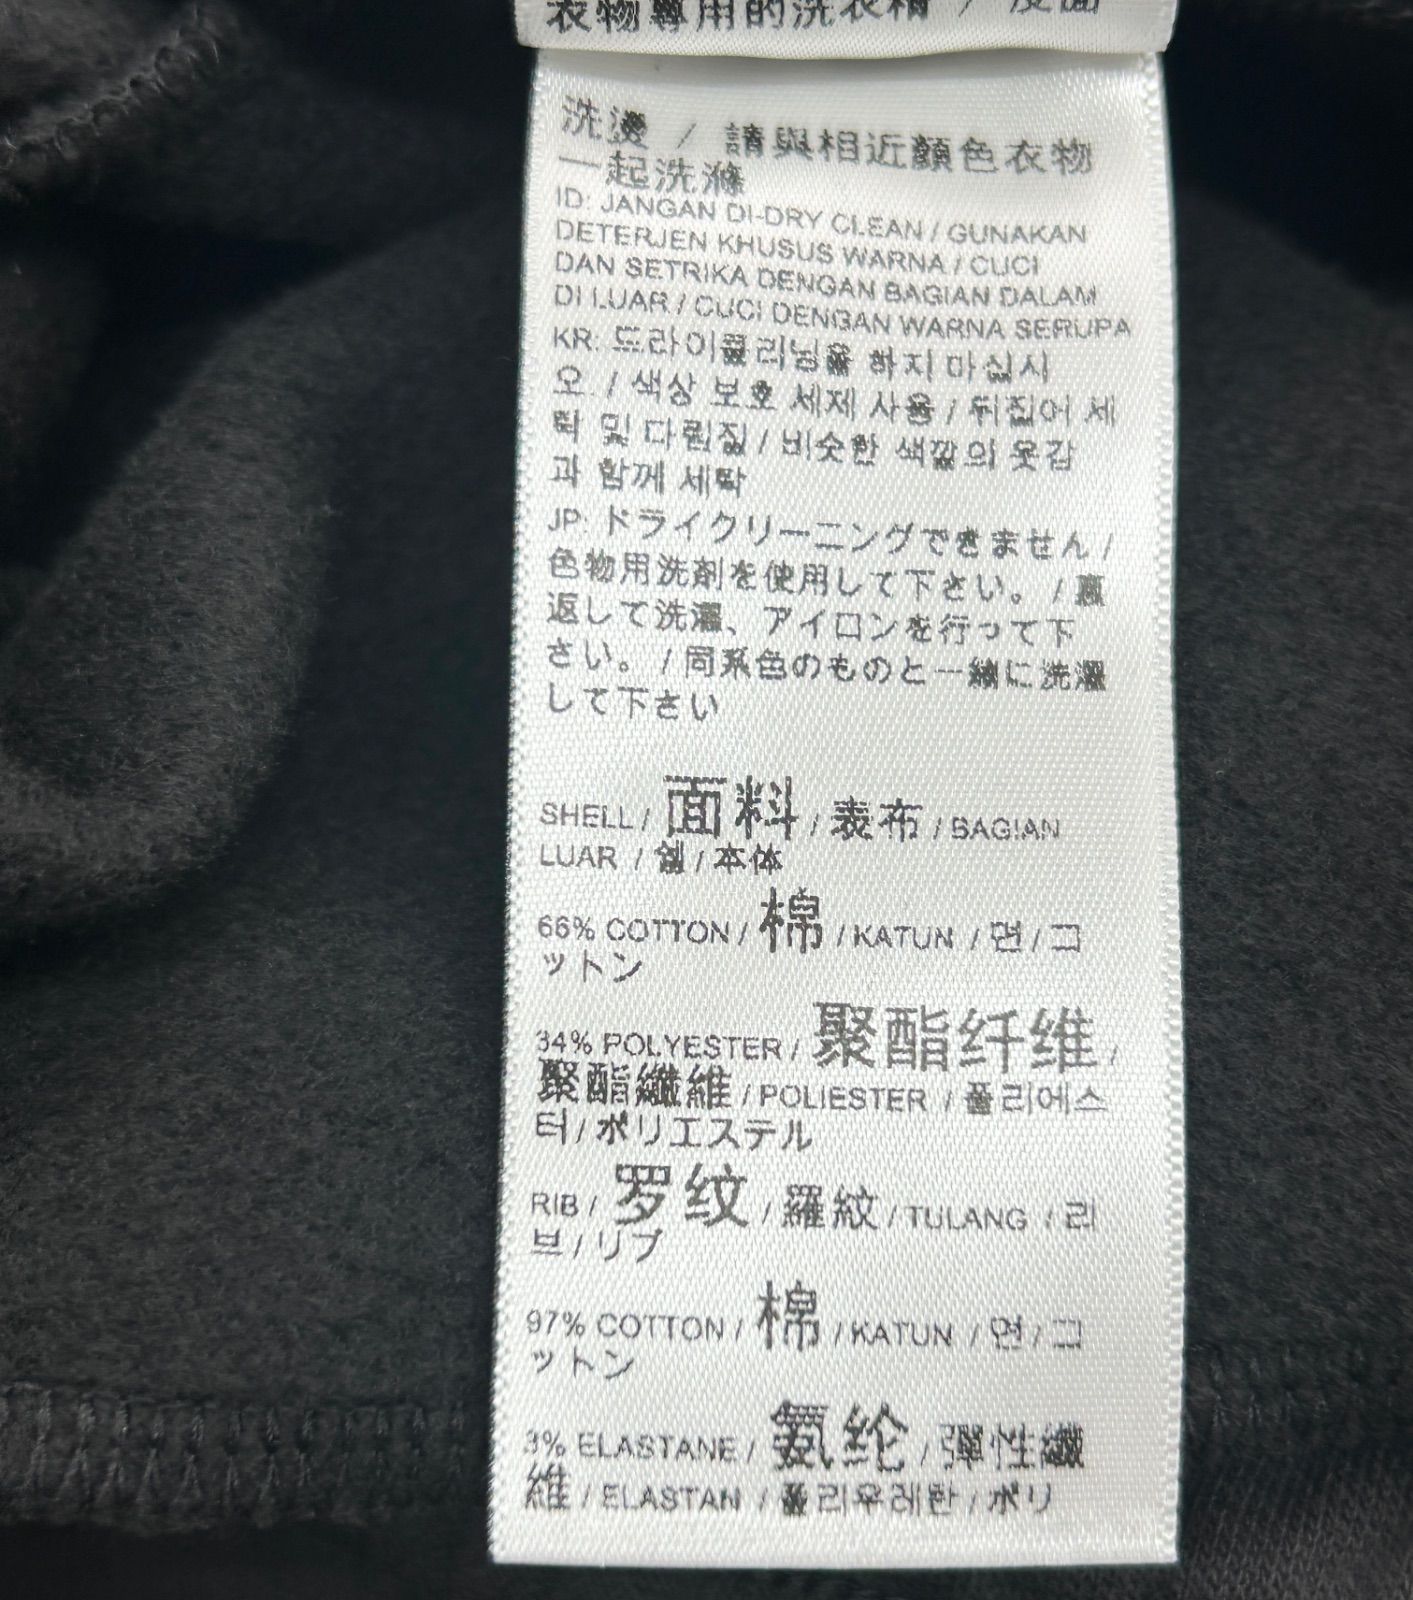 衣物專用的洗衣精 / 反面
洗燙 / 請與相近顏色衣物
一起洗滌
ID: JANGAN DI-DRY CLEAN / GUNAKAN
DETERJEN KHUSUS WARNA / CUCI
DAN SETRIKA DENGAN BAGIAN DALAM
DI LUAR / CUCI DENGAN WARNA SERUPA
KR: 드라이클리닝을 하지 마십시
오. / 색상 보호 세제 사용 / 뒤집어 세
탁 및 다림질 / 비슷한 색깔의 옷감
과 함께 세탁
JP: ドライクリーニングできません /
色物用洗剤を使用して下さい。 / 裏
返して洗濯、アイロンを行って下
さい。 / 同系色のものと一緒に洗濯
して下さい
SHELL / 面料 / 表布 / BAGIAN
LUAR / 쉘 / 本体
66% COTTON / 棉 / KATUN / 면 / コ
ットン
34% POLYESTER / 聚酯纤维 /
聚酯纖維 / POLIESTER / 폴리에스
터 / ポリエステル
RIB / 罗纹 / 羅紋 / TULANG / 리
브 / リブ
97% COTTON / 棉 / KATUN / 면 / コ
ットン
3% ELASTANE / 氨纶 / 彈性纖
維 / ELASTAN / 폴리우레탄 / ポリ